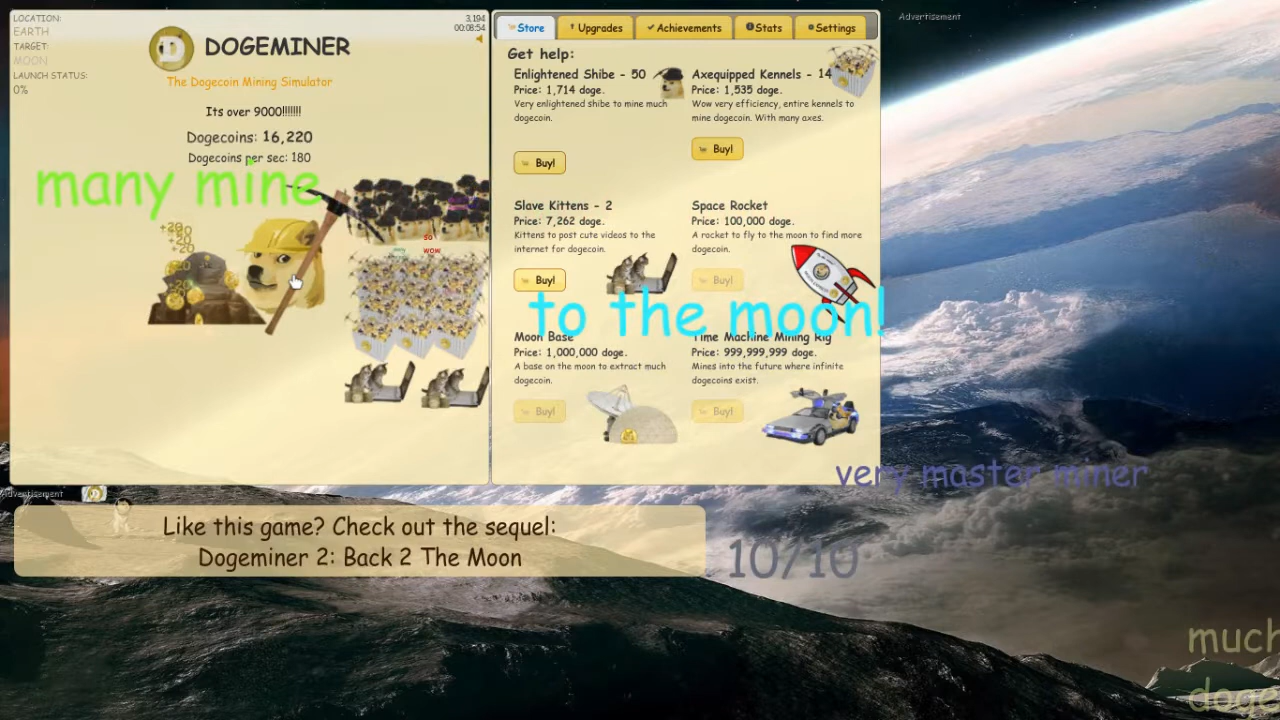 LOCATION:
EARTH
TARGET:
MOON
LAUNCH STATUS:
0%
3,194
00:08:54
DOGEMINER
The Dogecoin Mining Simulator
Its over 9000!!!!!!!
Dogecoins: 16,220
Dogecoins per sec: 180
many mine
+20
+20
20
20
20
so
wow
Store
Upgrades
Achievements
Stats
Settings
Get help:
Enlightened Shibe - 50
Price: 1,714 doge.
Very enlightened shibe to mine much
dogecoin.
Buy!
Axequipped Kennels - 14
Price: 1,535 doge.
Wow very efficiency, entire kennels to
mine dogecoin. With many axes.
Buy!
Slave Kittens - 2
Price: 7,262 doge.
Kittens to post cute videos to the
internet for dogecoin.
Buy!
Space Rocket
Price: 100,000 doge.
A rocket to fly to the moon to find more
dogecoin.
Buy!
to the moon!
Moon Base
Price: 1,000,000 doge.
A base on the moon to extract much
dogecoin.
Buy!
Time Machine Mining Rig
Price: 999,999,999 doge.
Mines into the future where infinite
dogecoins exist.
Buy!
Advertisement
very master miner
Advertisement
Like this game? Check out the sequel:
Dogeminer 2: Back 2 The Moon
10/10
much
doge